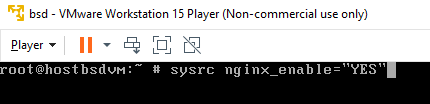 bsd - VMware Workstation 15 Player (Non-commercial use only)
Player
root@hostbsdvm:~ # sysrc nginx_enable="YES"